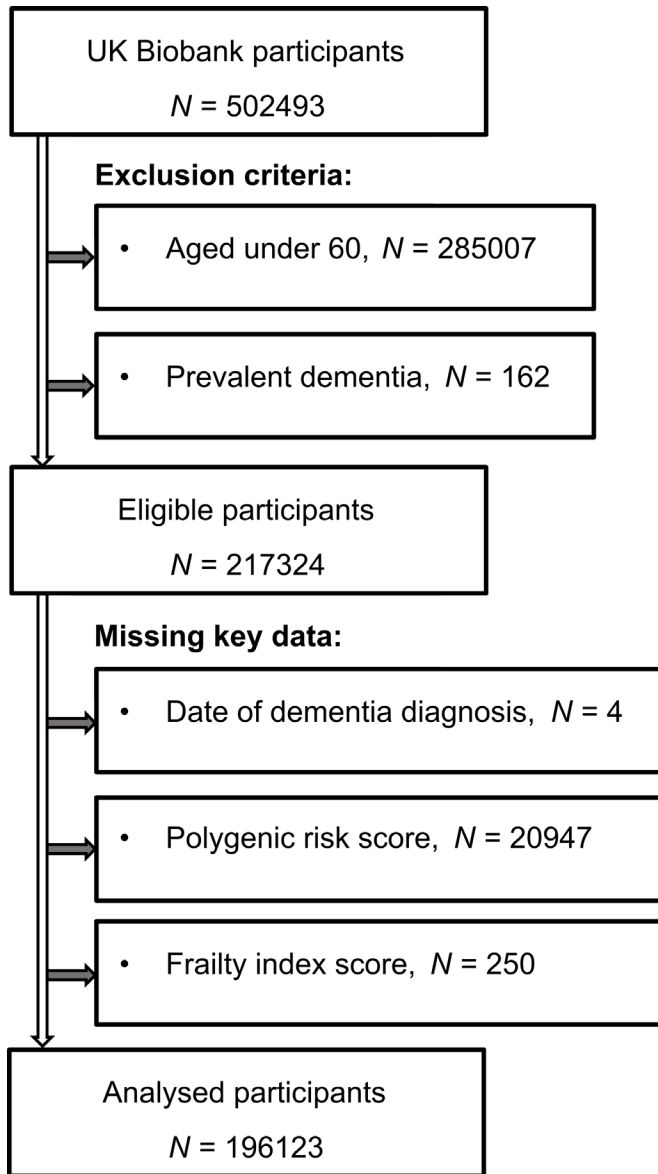 UK Biobank participants
N = 502493
Exclusion criteria:
• Aged under 60, N = 285007
• Prevalent dementia, N = 162
Eligible participants
N = 217324
Missing key data:
• Date of dementia diagnosis, N = 4
• Polygenic risk score, N = 20947
• Frailty index score, N = 250
Analysed participants
N = 196123